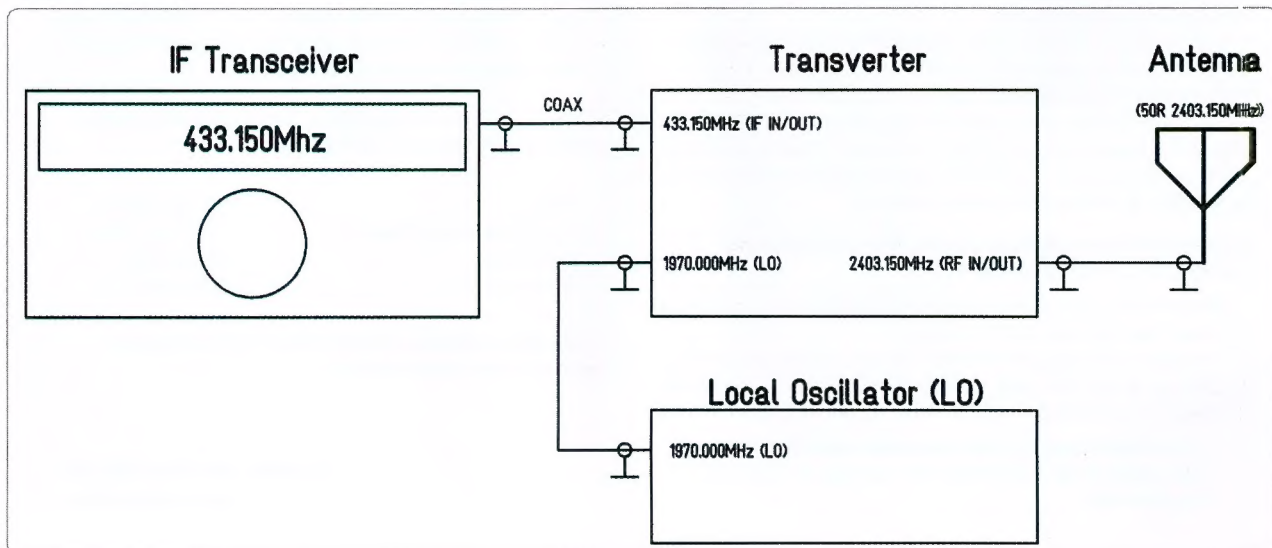 IF Transceiver
Transverter
Antenna
433.150Mhz
COAX
433.150MHz (IF IN/OUT)
(50R 2403.150MHz)
1970.000MHz (LO)
2403.150MHz (RF IN/OUT)
Local Oscillator (LO)
1970.000MHz (LO)